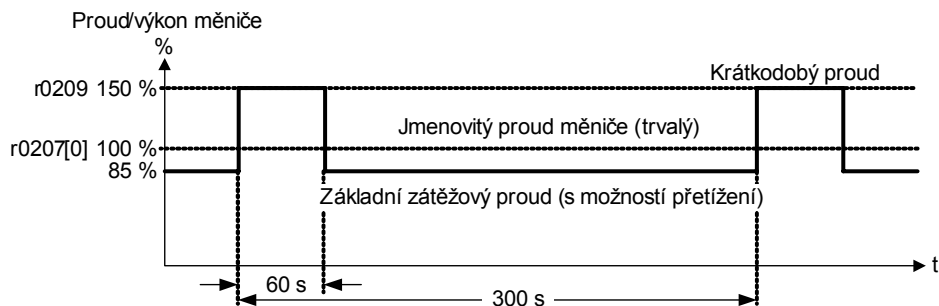 Proud/výkon měniče
%
Krátkodobý proud
r0209 150 %
Jmenovitý proud měniče (trvalý)
r0207[0] 100 %
85 %
Základní zátěžový proud (s možností přetížení)
t
60 s
300 s